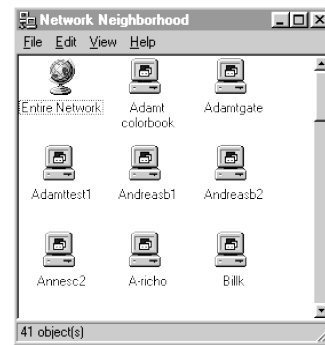 Network Neighborhood
File Edit View Help
Entire Network
Adamt
colorbook
Adamtgate
Adamttest1
Andreasb1
Andreasb2
Annesc2
A-richo
Billk
41 object(s)